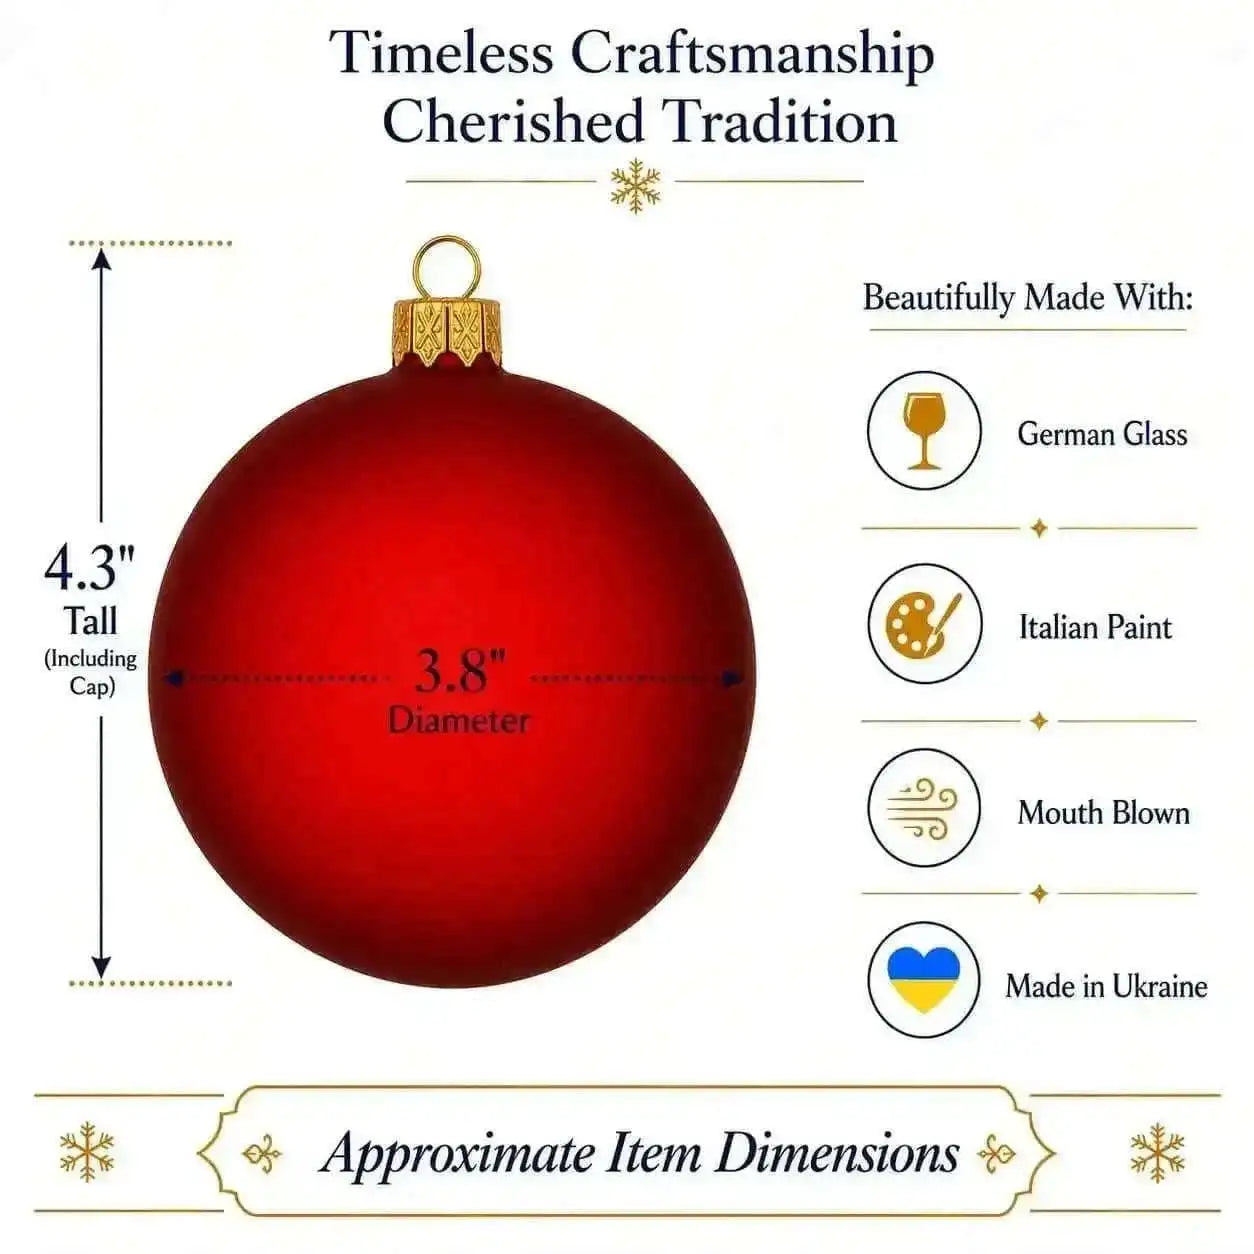 Timeless Craftsmanship
Cherished Tradition
4.3"
Tall
(Including
Cap)
3.8"
Diameter
Beautifully Made With:
German Glass
Italian Paint
Mouth Blown
Made in Ukraine
Approximate Item Dimensions